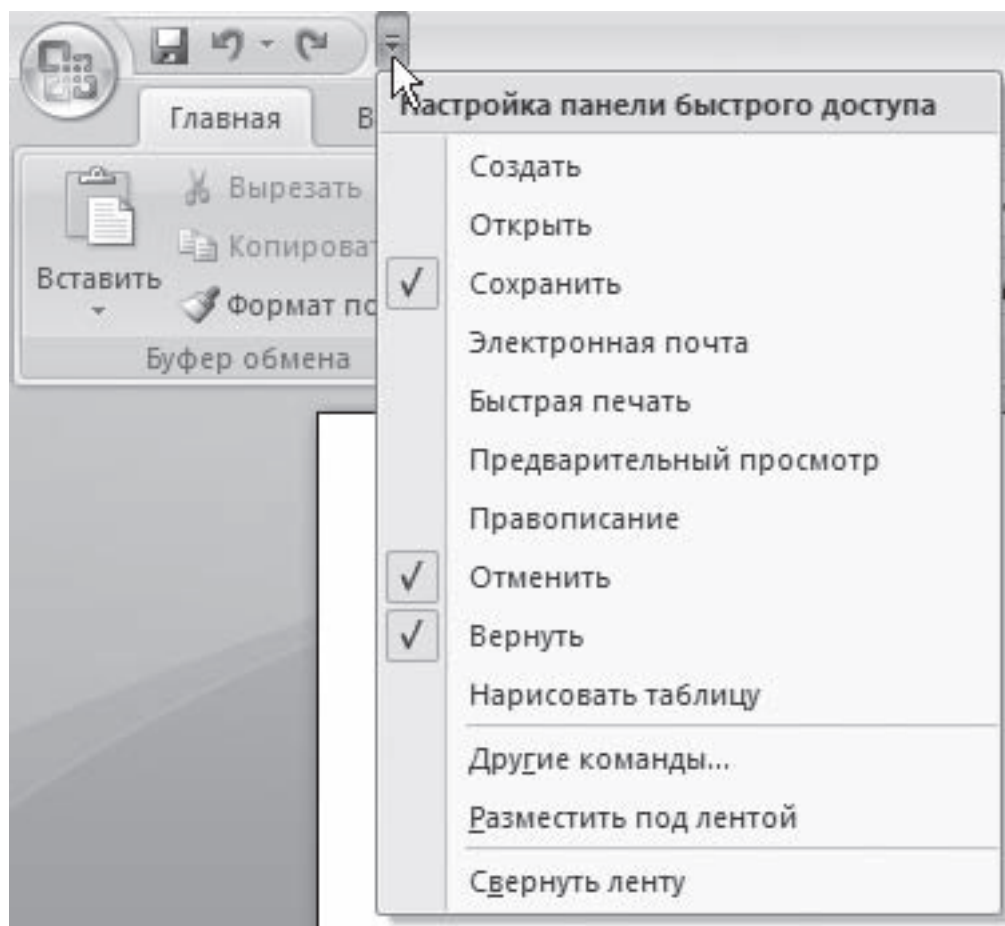 Главная
В
Вырезать
Копироват
Вставить
Формат по
Буфер обмена
Настройка панели быстрого доступа
Создать
Открыть
Сохранить
Электронная почта
Быстрая печать
Предварительный просмотр
Правописание
Отменить
Вернуть
Нарисовать таблицу
Другие команды...
Разместить под лентой
Свернуть ленту